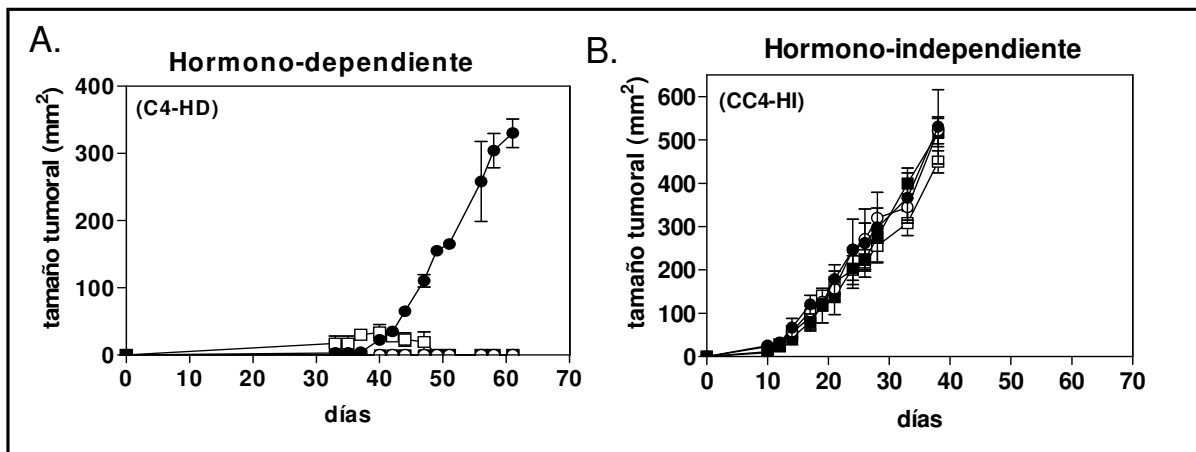 A.
Hormono-dependiente
(C4-HD)
tamaño tumoral (mm²)
400
300
200
100
0
0 10 20 30 40 50 60 70
días
B.
Hormono-independiente
(CC4-HI)
tamaño tumoral (mm²)
600
500
400
300
200
100
0
0 10 20 30 40 50 60 70
días